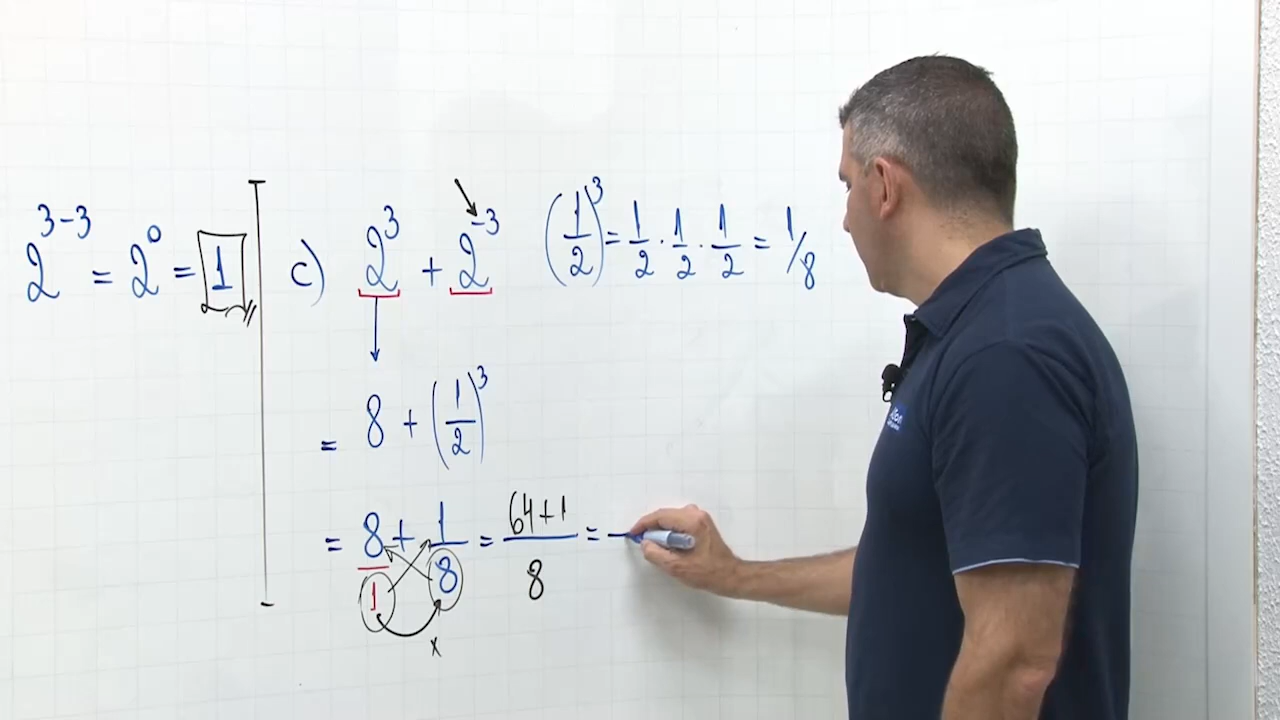 2^{3-3} = 2^0 = 1
c) 2^3 + 2^{-3} (1/2)^3 = 1/2 · 1/2 · 1/2 = 1/8
= 8 + (1/2)^3
= 8/1 + 1/8 = (64+1)/8 =
x